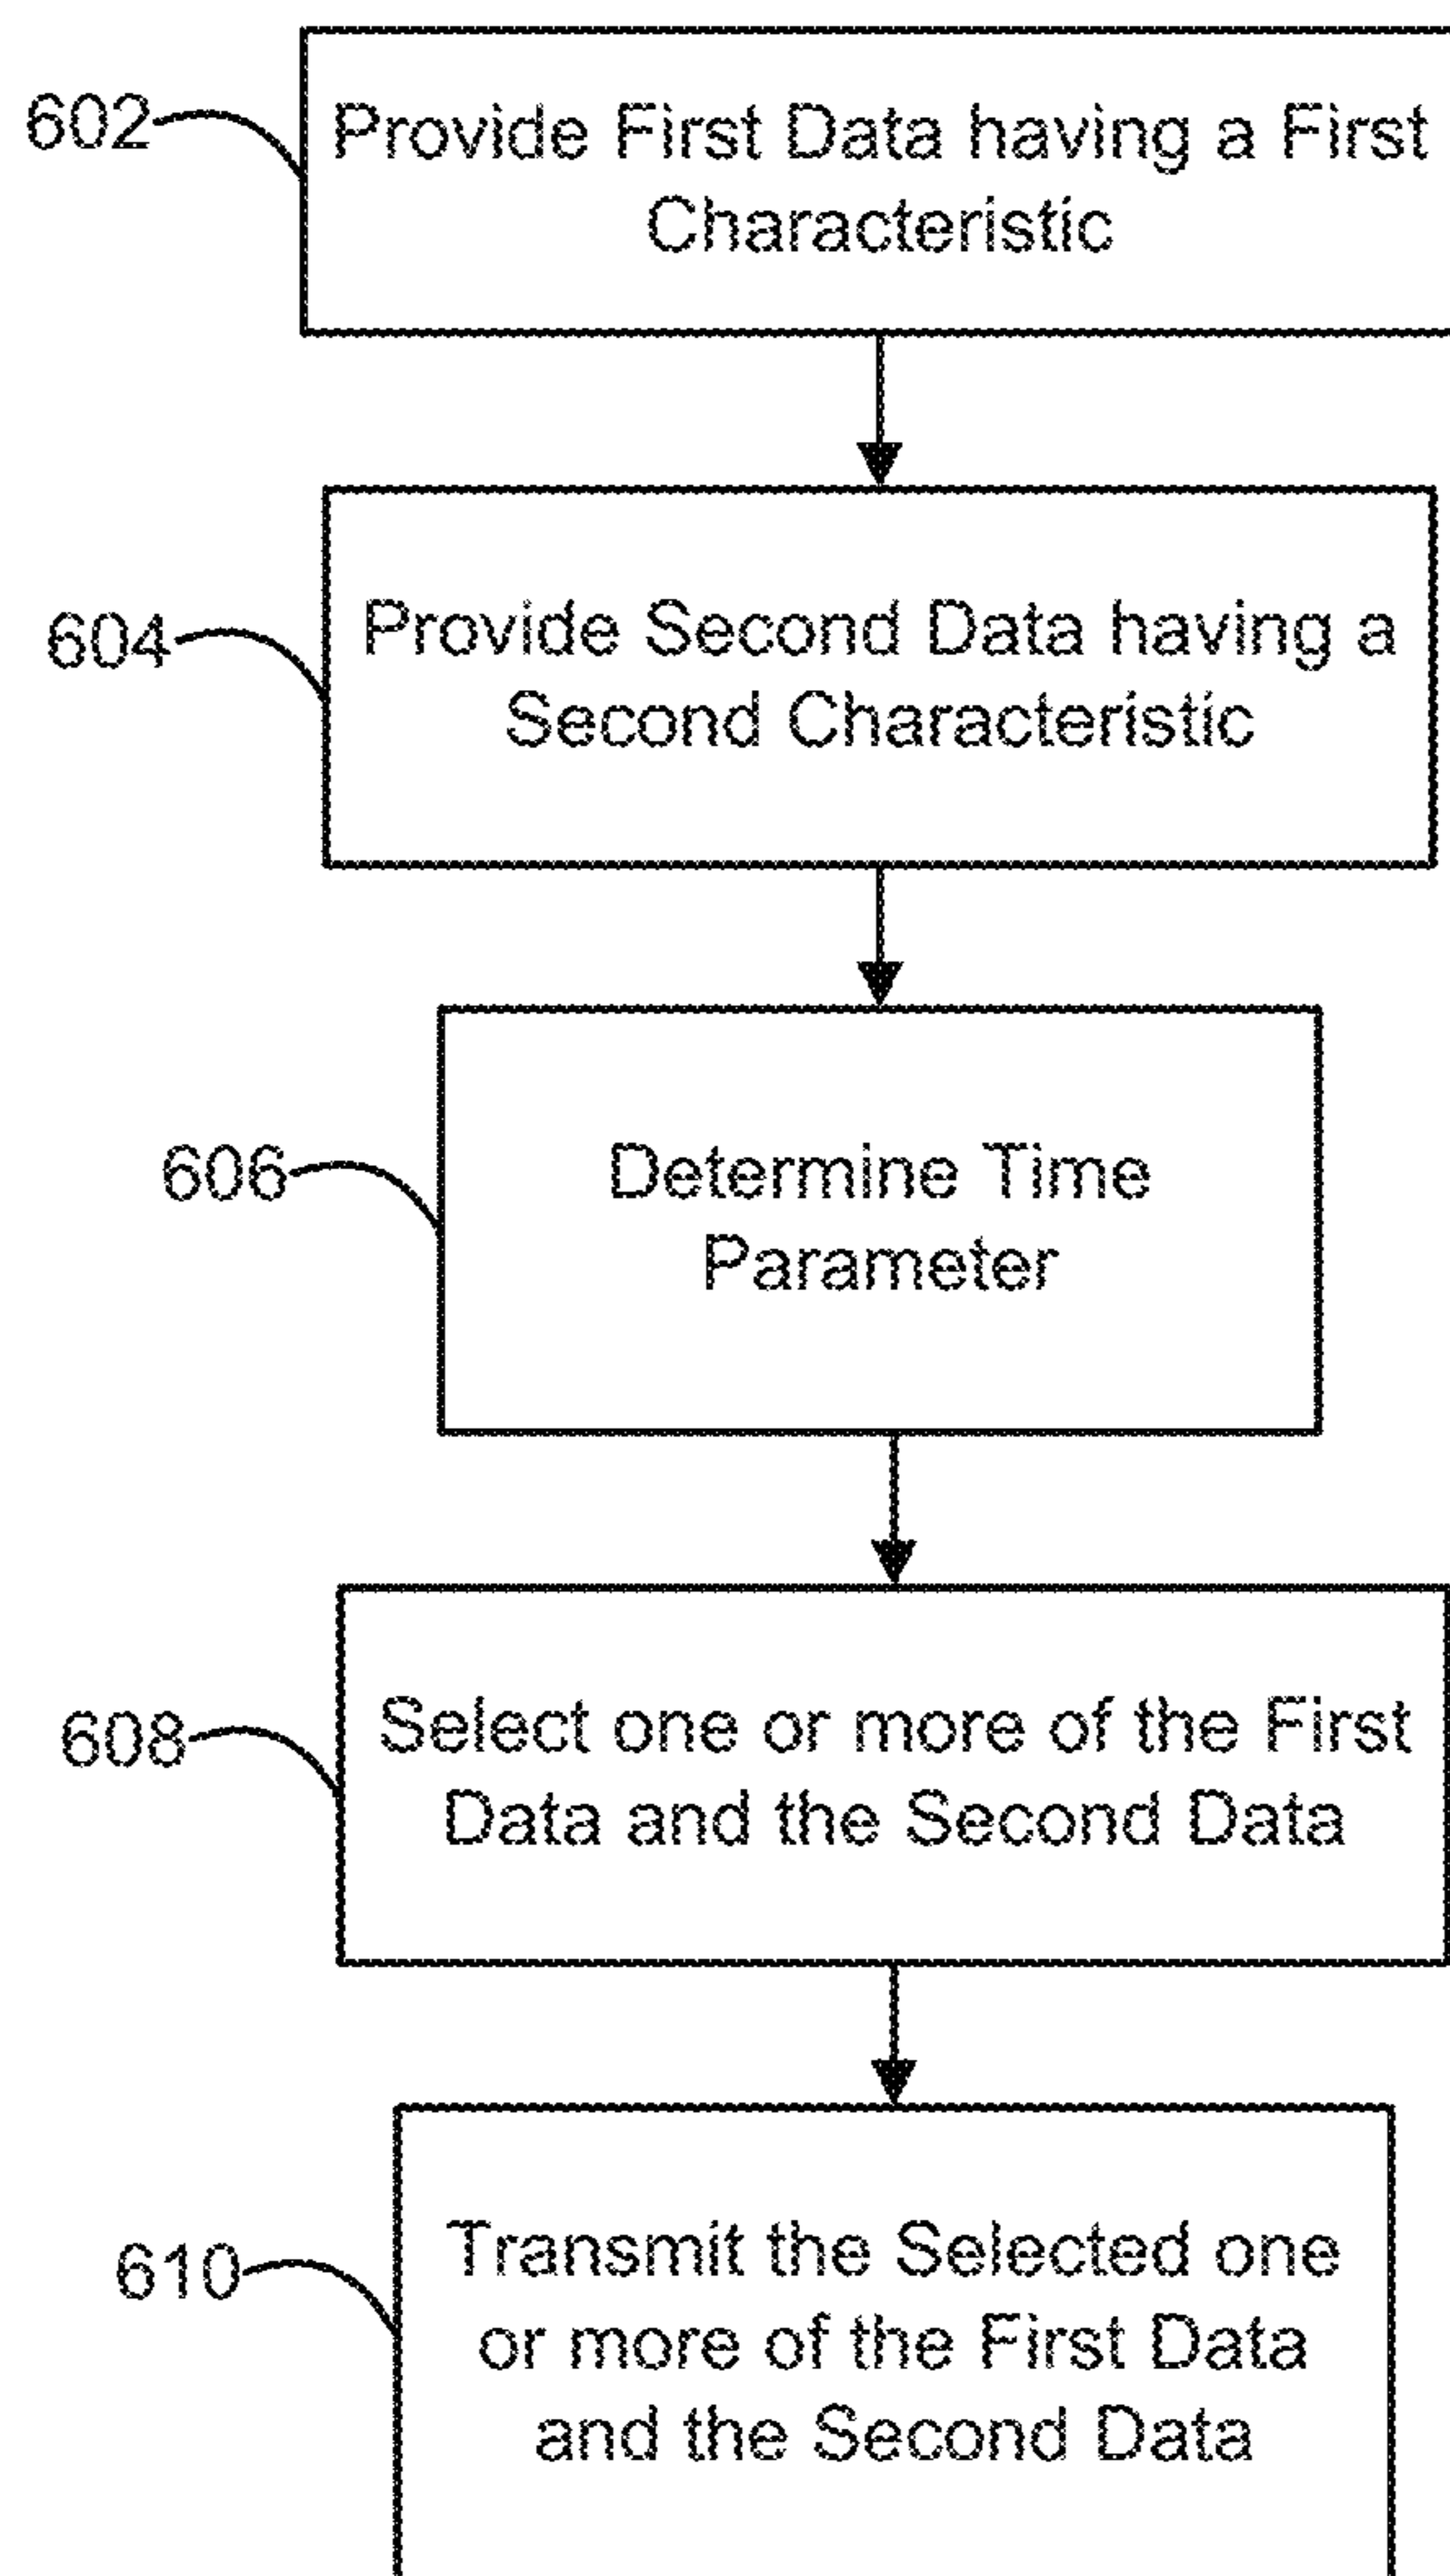 602
Provide First Data having a First
Characteristic
604
Provide Second Data having a
Second Characteristic
606
Determine Time
Parameter
608
Select one or more of the First
Data and the Second Data
610
Transmit the Selected one
or more of the First Data
and the Second Data